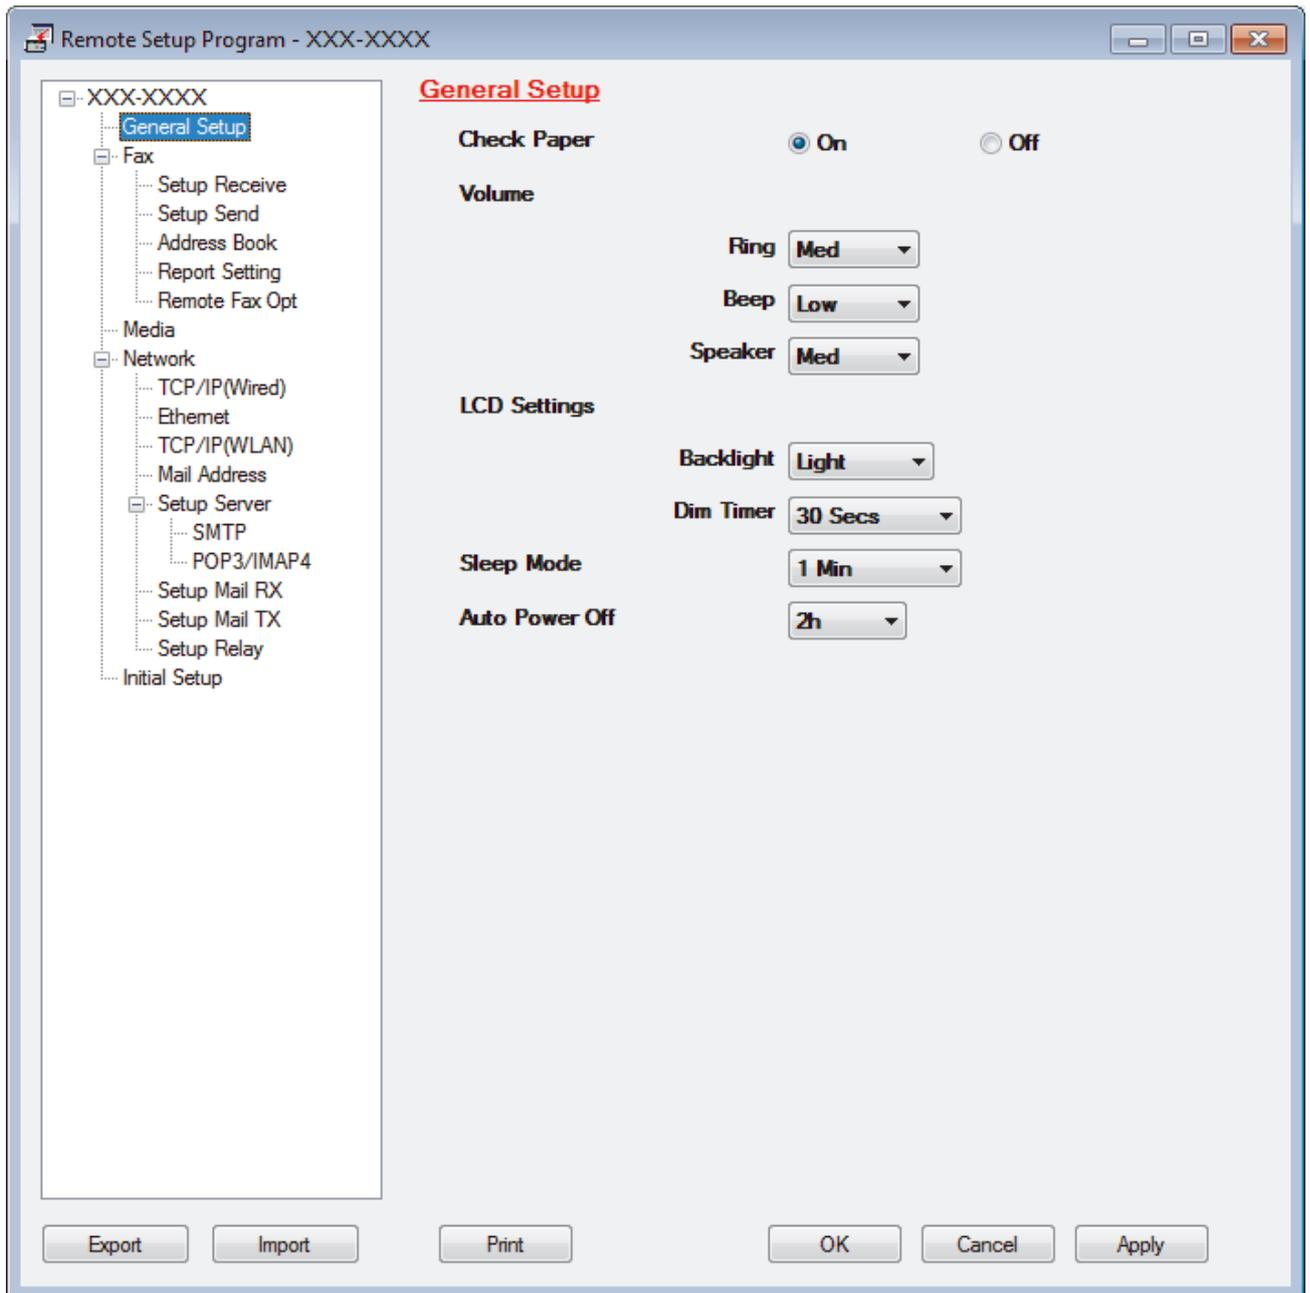 Remote Setup Program - XXX-XXXX
XXX-XXXX
General Setup
Fax
Setup Receive
Setup Send
Address Book
Report Setting
Remote Fax Opt
Media
Network
TCP/IP(Wired)
Ethernet
TCP/IP(WLAN)
Mail Address
Setup Server
SMTP
POP3/IMAP4
Setup Mail RX
Setup Mail TX
Setup Relay
Initial Setup
General Setup
Check Paper On Off
Volume
Ring Med
Beep Low
Speaker Med
LCD Settings
Backlight Light
Dim Timer 30 Secs
Sleep Mode 1 Min
Auto Power Off 2h
Export Import Print OK Cancel Apply